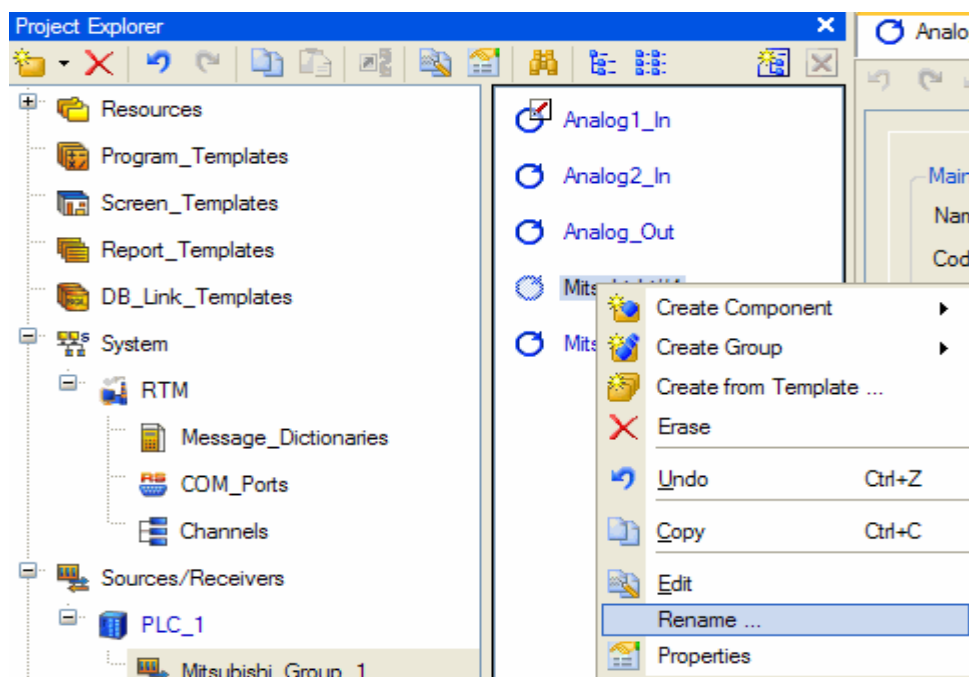 Project Explorer
Analo
Resources
Program_Templates
Screen_Templates
Report_Templates
DB_Link_Templates
System
RTM
Message_Dictionaries
COM_Ports
Channels
Sources/Receivers
PLC_1
Mitsubishi_Group_1
Analog1_In
Analog2_In
Analog_Out
Mits
Create Component
Create Group
Create from Template ...
Erase
Undo Ctrl+Z
Copy Ctrl+C
Edit
Rename ...
Properties
Main
Nam
Cod